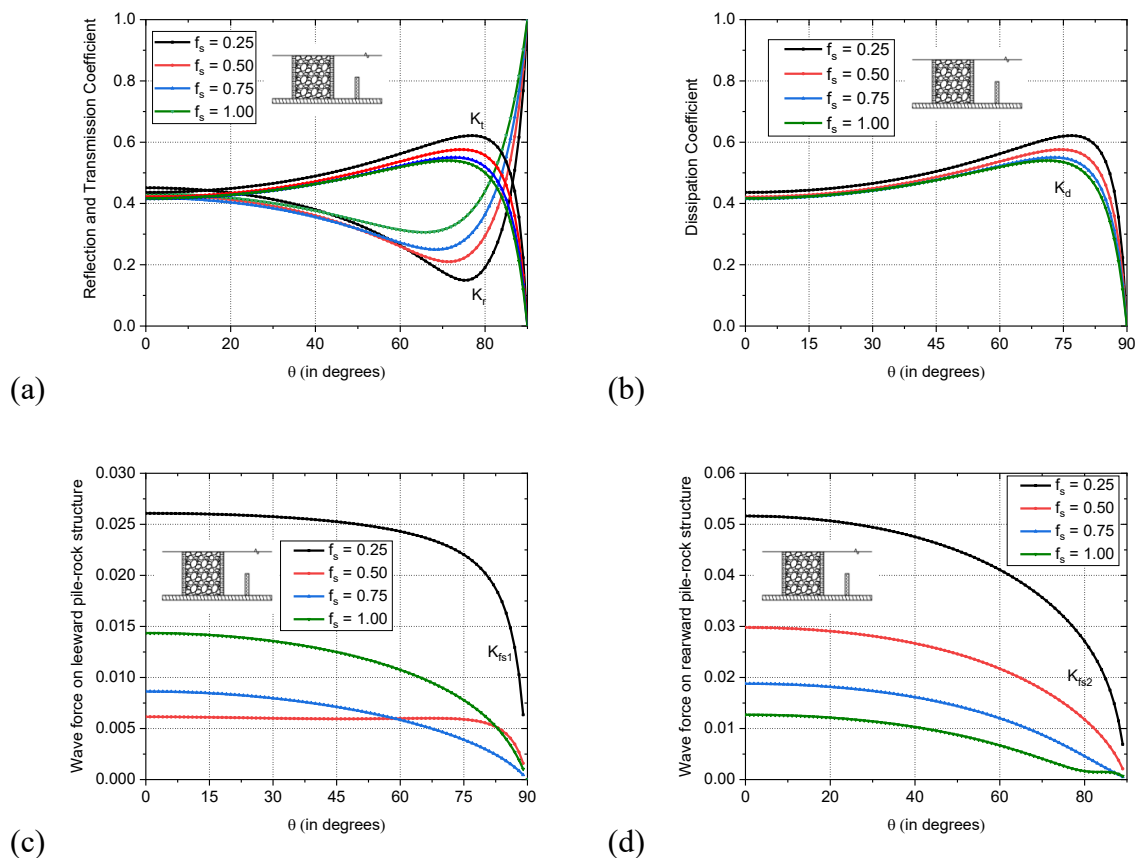 Reflection and Transmission Coefficient
1.0
0.8
0.6
0.4
0.2
0.0
f_s = 0.25
f_s = 0.50
f_s = 0.75
f_s = 1.00
K_t
K_r
0 20 40 60 80
θ (in degrees)
(a)
Dissipation Coefficient
1.0
0.8
0.6
0.4
0.2
0.0
f_s = 0.25
f_s = 0.50
f_s = 0.75
f_s = 1.00
K_d
0 15 30 45 60 75 90
θ (in degrees)
(b)
Wave force on leeward pile-rock structure
0.030
0.025
0.020
0.015
0.010
0.005
0.000
f_s = 0.25
f_s = 0.50
f_s = 0.75
f_s = 1.00
K_fs1
0 15 30 45 60 75 90
θ (in degrees)
(c)
Wave force on rearward pile-rock structure
0.06
0.05
0.04
0.03
0.02
0.01
0.00
f_s = 0.25
f_s = 0.50
f_s = 0.75
f_s = 1.00
K_fs2
0 20 40 60 80
θ (in degrees)
(d)